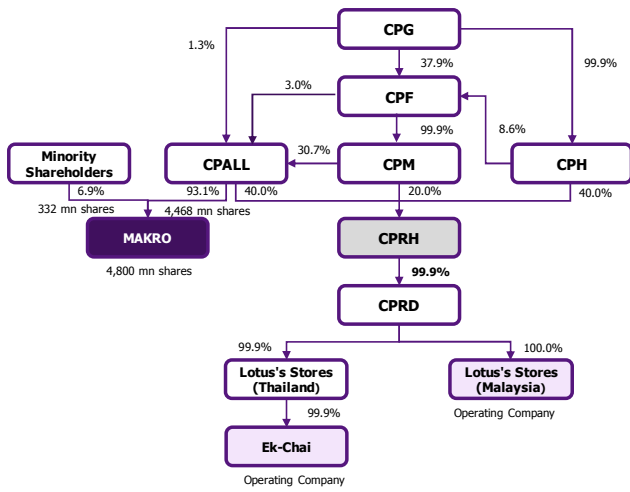 CPG
1.3%
37.9%
99.9%
3.0%
CPF
99.9%
8.6%
Minority
Shareholders
CPALL
30.7%
CPM
CPH
6.9%
93.1%
40.0%
20.0%
40.0%
332 mn shares
4,468 mn shares
MAKRO
CPRH
4,800 mn shares
99.9%
CPRD
99.9%
100.0%
Lotus's Stores
(Thailand)
Lotus's Stores
(Malaysia)
99.9%
Operating Company
Ek-Chai
Operating Company